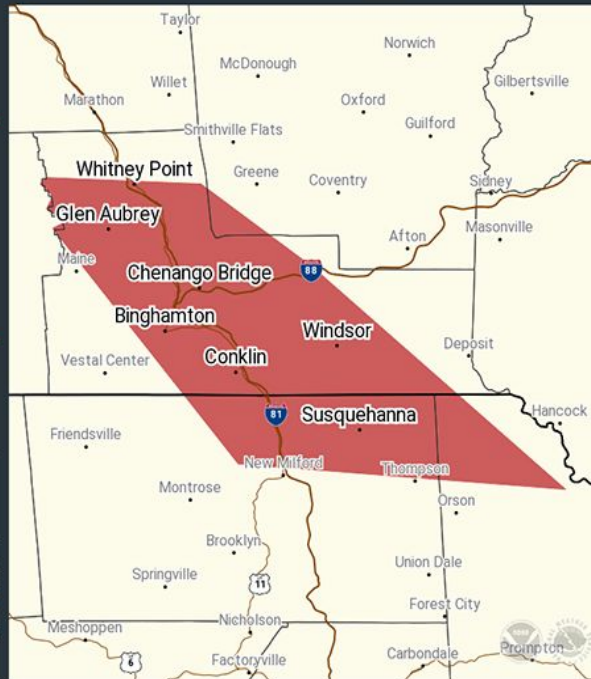 Taylor
Norwich
McDonough
Willet
Gilbertsville
Marathon
Oxford
Guilford
Smithville Flats
Whitney Point
Greene
Coventry
Sidney
Glen Aubrey
Masonville
Afton
Maine
Chenango Bridge
88
Binghamton
Windsor
Deposit
Vestal Center
Conklin
81
Susquehanna
Hancock
Friendsville
New Milford
Thompson
Montrose
Orson
Brooklyn
Union Dale
Springville
11
Forest City
Nicholson
Meshoppen
Prompton
6
Factoryville
Carbondale